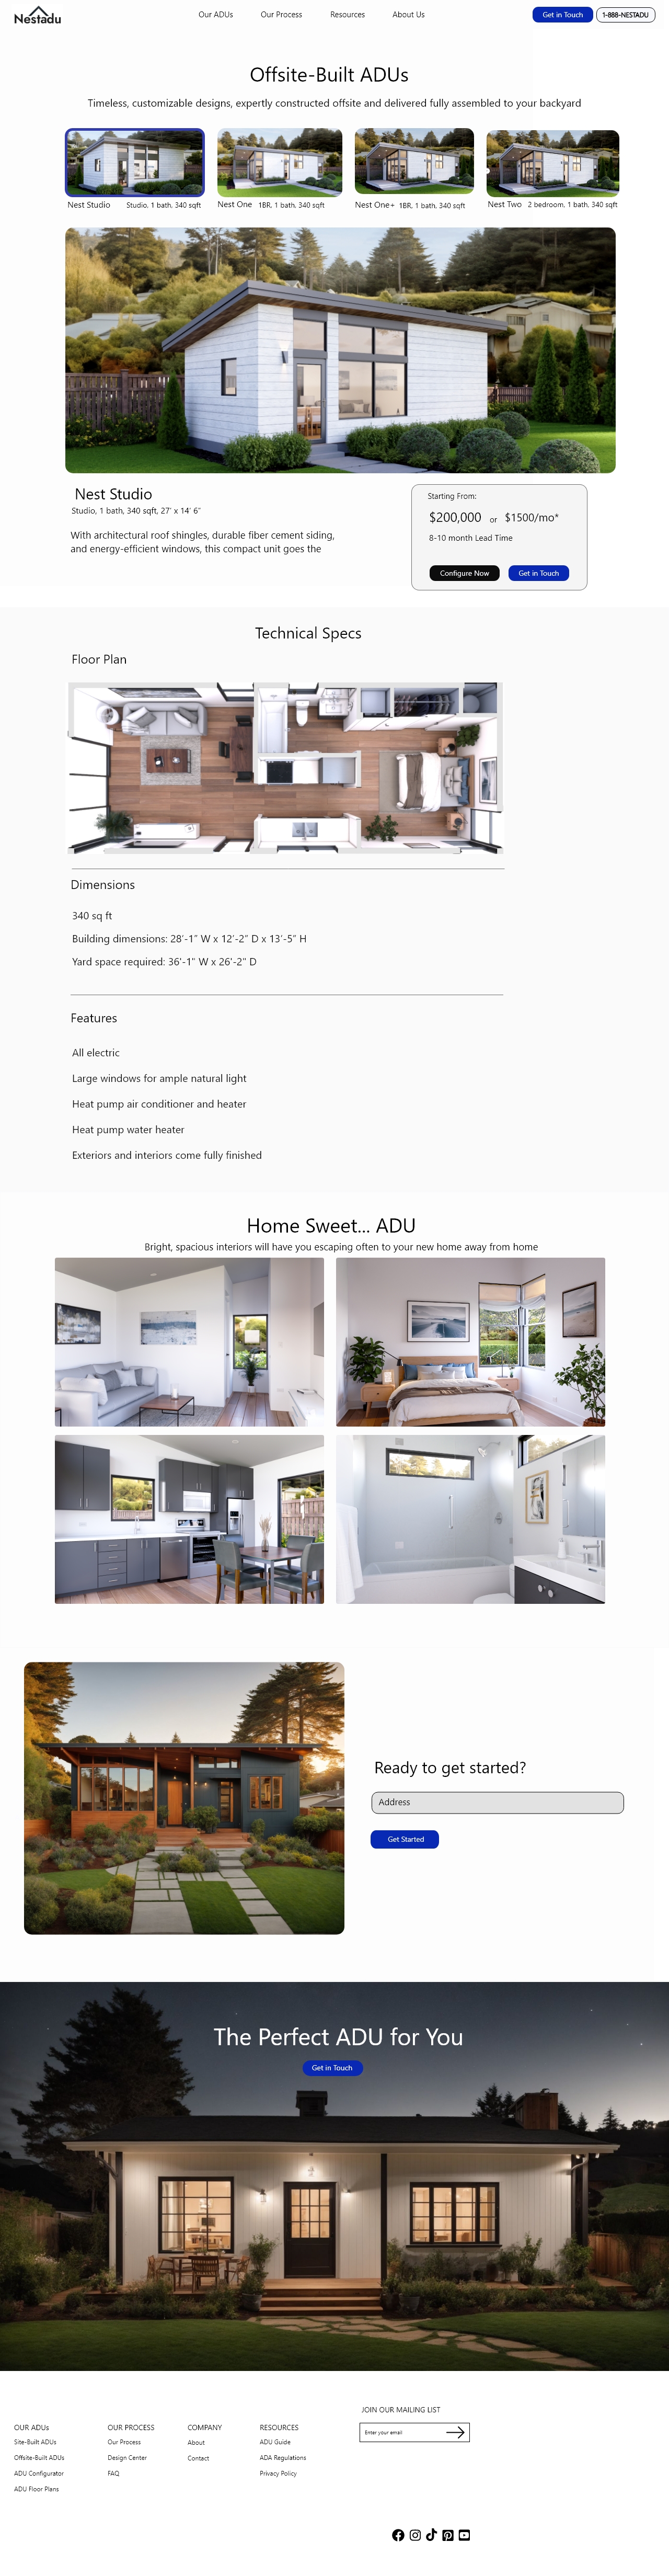 Nestadu
Our ADUs Our Process Resources About Us
Get in Touch 1-888-NESTADU
Offsite-Built ADUs
Timeless, customizable designs, expertly constructed offsite and delivered fully assembled to your backyard
Nest Studio Studio, 1 bath, 340 sqft
Nest One 1BR, 1 bath, 340 sqft
Nest One+ 1BR, 1 bath, 340 sqft
Nest Two 2 bedroom, 1 bath, 340 sqft
Nest Studio
Studio, 1 bath, 340 sqft, 27' x 14' 6"
With architectural roof shingles, durable fiber cement siding,
and energy-efficient windows, this compact unit goes the
Starting From:
$200,000 or $1500/mo*
8-10 month Lead Time
Configure Now Get in Touch
Technical Specs
Floor Plan
Dimensions
340 sq ft
Building dimensions: 28'-1" W x 12'-2" D x 13'-5" H
Yard space required: 36'-1" W x 26'-2" D
Features
All electric
Large windows for ample natural light
Heat pump air conditioner and heater
Heat pump water heater
Exteriors and interiors come fully finished
Home Sweet... ADU
Bright, spacious interiors will have you escaping often to your new home away from home
Ready to get started?
Address
Get Started
The Perfect ADU for You
Get in Touch
OUR ADUs
Site-Built ADUs
Offsite-Built ADUs
ADU Configurator
ADU Floor Plans
OUR PROCESS
Our Process
Design Center
FAQ
COMPANY
About
Contact
RESOURCES
ADU Guide
ADA Regulations
Privacy Policy
JOIN OUR MAILING LIST
Enter your email